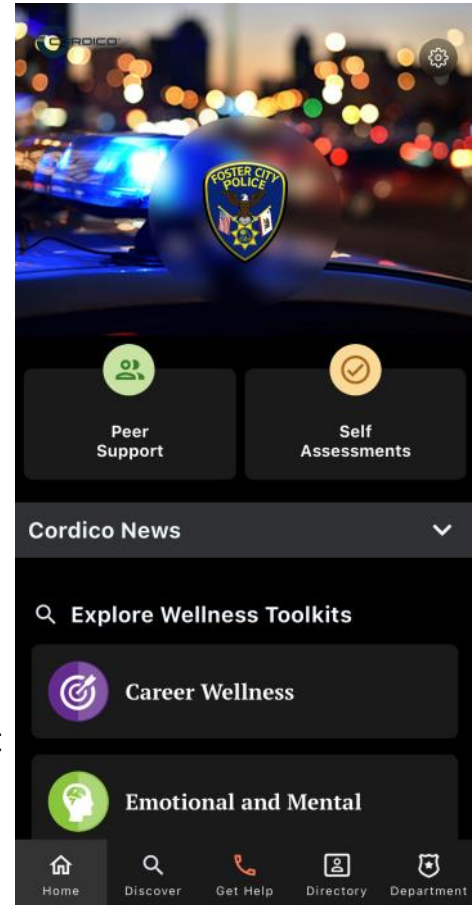 CORDICO
FOSTER CITY
POLICE
Peer
Support
Self
Assessments
Cordico News
Explore Wellness Toolkits
Career Wellness
:
Emotional and Mental
Home
Discover
Get Help
Directory
Department